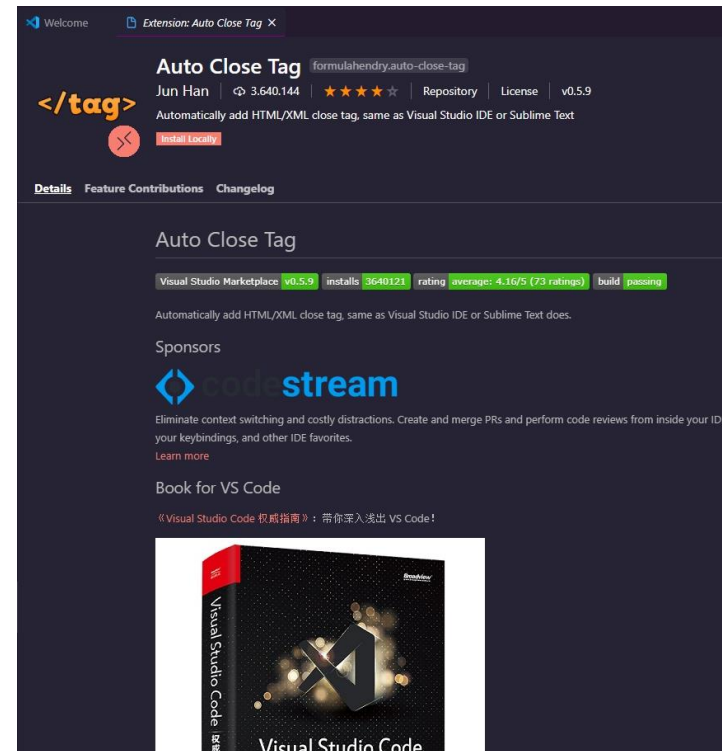 Welcome
Extension: Auto Close Tag
</tag>
Auto Close Tag formulahendry.auto-close-tag
Jun Han 3.640.144 Repository License v0.5.9
Automatically add HTML/XML close tag, same as Visual Studio IDE or Sublime Text
Install Locally
Details Feature Contributions Changelog
Auto Close Tag
Visual Studio Marketplace v0.5.9 installs 3640121 rating average: 4.16/5 (73 ratings) build passing
Automatically add HTML/XML close tag, same as Visual Studio IDE or Sublime Text does.
Sponsors
codestream
Eliminate context switching and costly distractions. Create and merge PRs and perform code reviews from inside your ID
your keybindings, and other IDE favorites.
Learn more
Book for VS Code
《Visual Studio Code 权威指南》: 带你深入浅出 VS Code!
Broadview
Visual Studio Code 权
Visual Studio Code